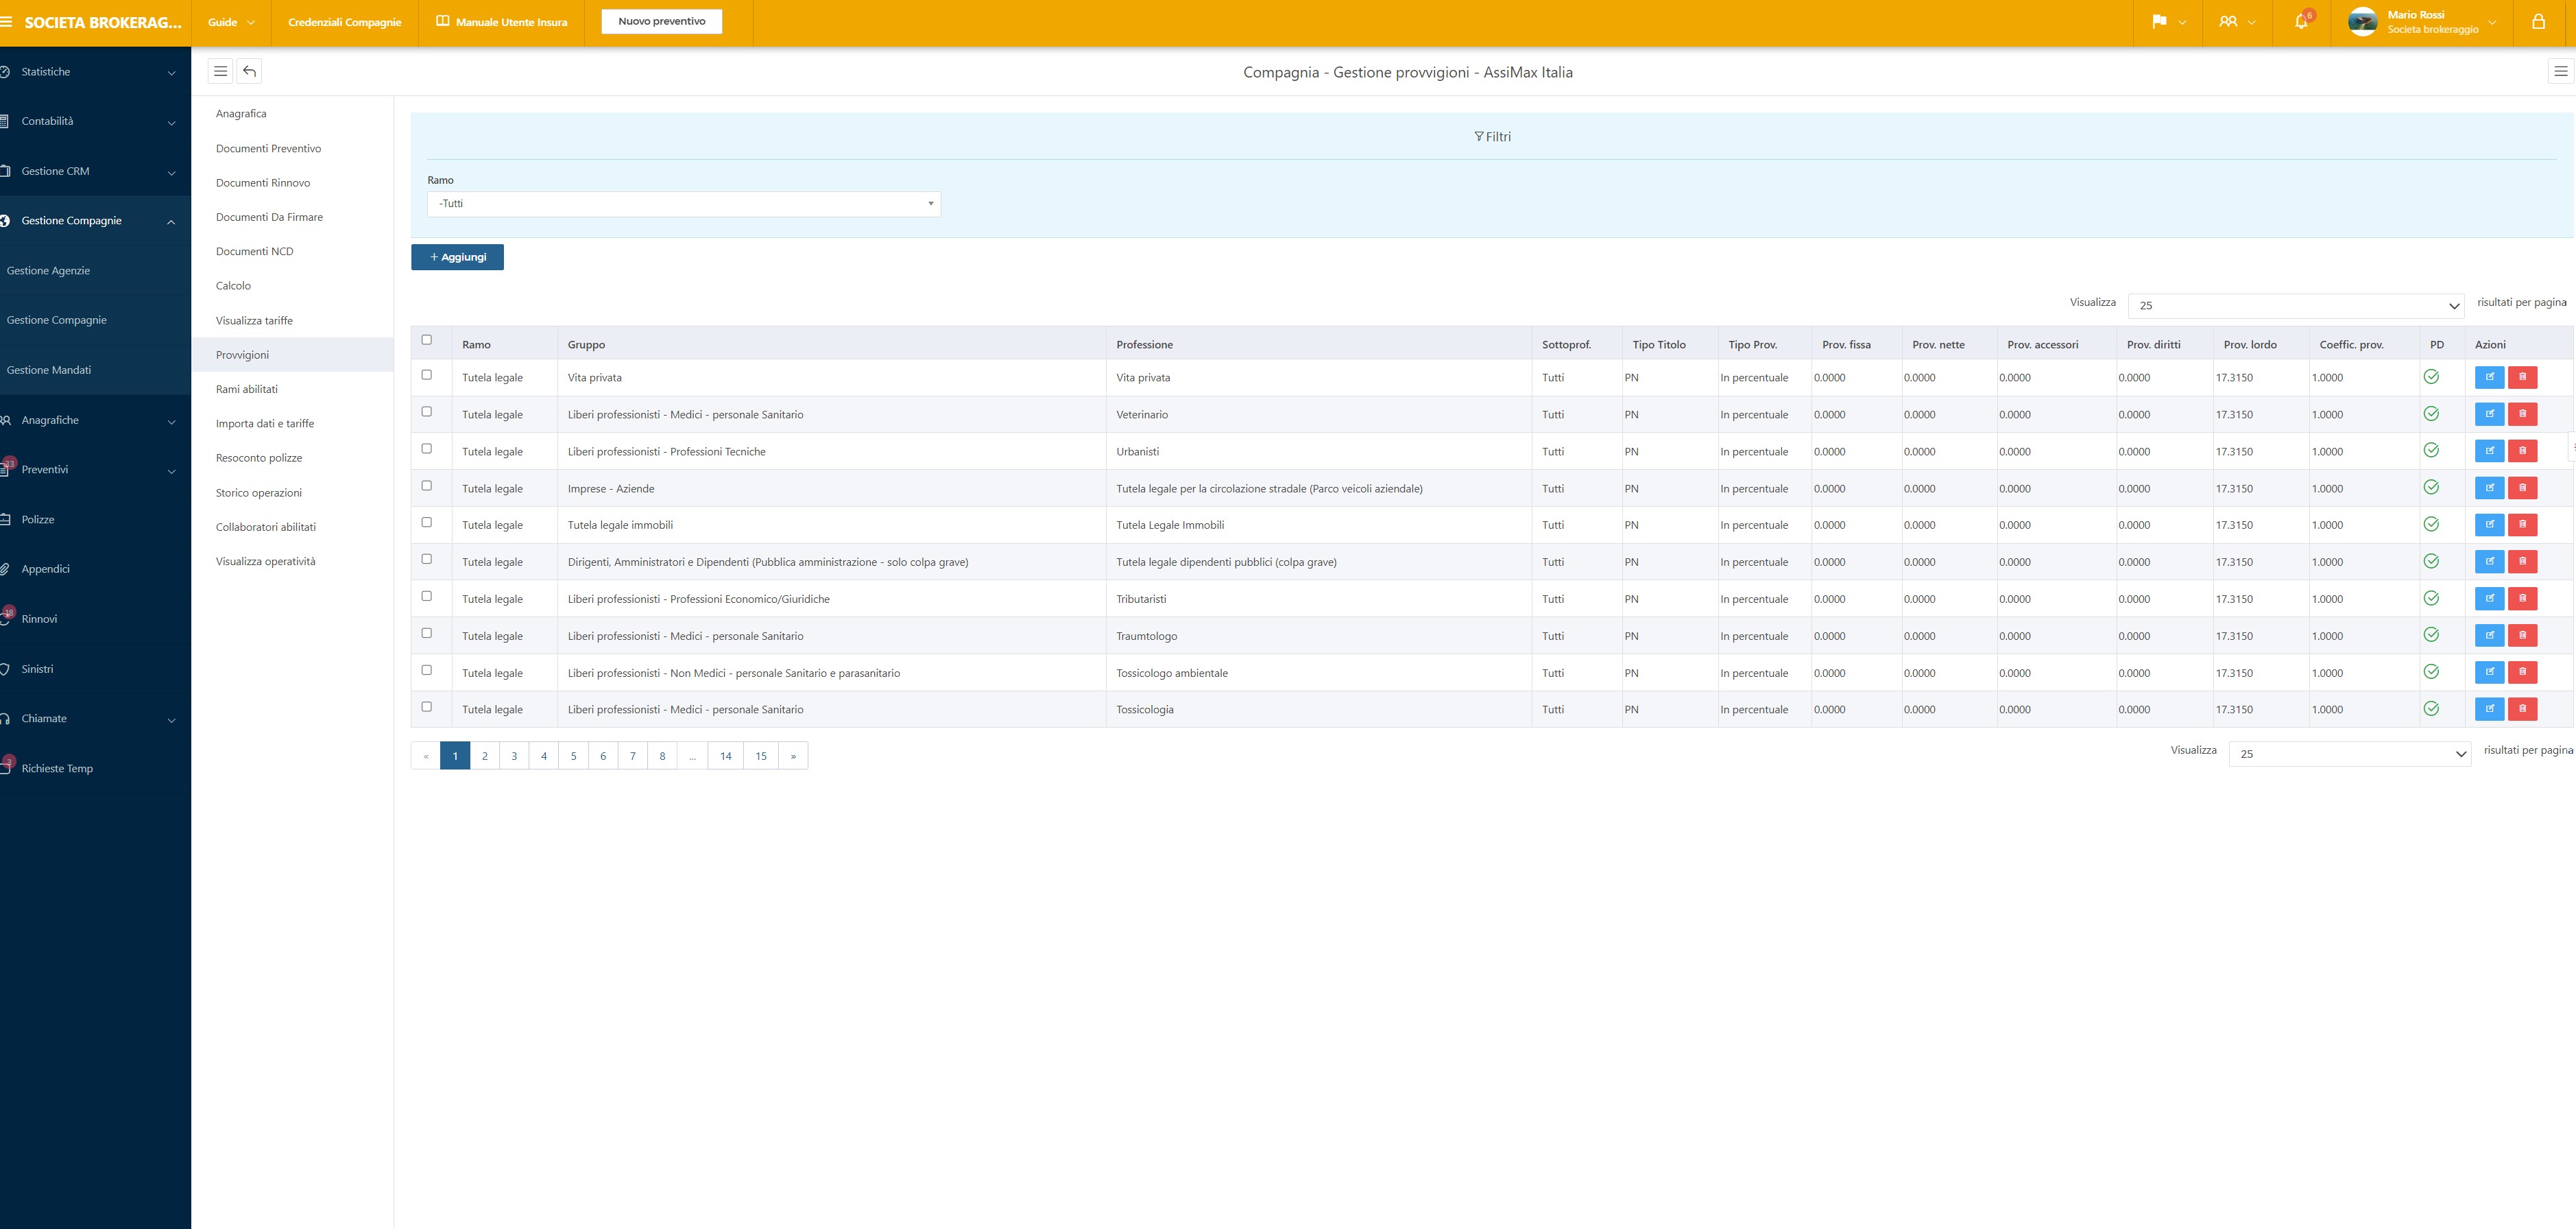 SOCIETA BROKERAG...
Guide
Credenziali Compagnie
Manuale Utente Insura
Nuovo preventivo
6
Mario Rossi
Societa brokeraggio
Statistiche
Contabilità
Gestione CRM
Gestione Compagnie
Gestione Agenzie
Gestione Compagnie
Gestione Mandati
Anagrafiche
23
Preventivi
Polizze
Appendici
18
Rinnovi
Sinistri
Chiamate
3
Richieste Temp
Compagnia - Gestione provvigioni - AssiMax Italia
Anagrafica
Documenti Preventivo
Documenti Rinnovo
Documenti Da Firmare
Documenti NCD
Calcolo
Visualizza tariffe
Provvigioni
Rami abilitati
Importa dati e tariffe
Resoconto polizze
Storico operazioni
Collaboratori abilitati
Visualizza operatività
Filtri
Ramo
-Tutti
+ Aggiungi
Visualizza 25 risultati per pagina
Ramo Gruppo Professione Sottoprof. Tipo Titolo Tipo Prov. Prov. fissa Prov. nette Prov. accessori Prov. diritti Prov. lordo Coeffic. prov. PD Azioni
Tutela legale Vita privata Vita privata Tutti PN In percentuale 0.0000 0.0000 0.0000 0.0000 17.3150 1.0000
Tutela legale Liberi professionisti - Medici - personale Sanitario Veterinario Tutti PN In percentuale 0.0000 0.0000 0.0000 0.0000 17.3150 1.0000
Tutela legale Liberi professionisti - Professioni Tecniche Urbanisti Tutti PN In percentuale 0.0000 0.0000 0.0000 0.0000 17.3150 1.0000
Tutela legale Imprese - Aziende Tutela legale per la circolazione stradale (Parco veicoli aziendale) Tutti PN In percentuale 0.0000 0.0000 0.0000 0.0000 17.3150 1.0000
Tutela legale Tutela legale immobili Tutela Legale Immobili Tutti PN In percentuale 0.0000 0.0000 0.0000 0.0000 17.3150 1.0000
Tutela legale Dirigenti, Amministratori e Dipendenti (Pubblica amministrazione - solo colpa grave) Tutela legale dipendenti pubblici (colpa grave) Tutti PN In percentuale 0.0000 0.0000 0.0000 0.0000 17.3150 1.0000
Tutela legale Liberi professionisti - Professioni Economico/Giuridiche Tributaristi Tutti PN In percentuale 0.0000 0.0000 0.0000 0.0000 17.3150 1.0000
Tutela legale Liberi professionisti - Medici - personale Sanitario Traumtologo Tutti PN In percentuale 0.0000 0.0000 0.0000 0.0000 17.3150 1.0000
Tutela legale Liberi professionisti - Non Medici - personale Sanitario e parasanitario Tossicologo ambientale Tutti PN In percentuale 0.0000 0.0000 0.0000 0.0000 17.3150 1.0000
Tutela legale Liberi professionisti - Medici - personale Sanitario Tossicologia Tutti PN In percentuale 0.0000 0.0000 0.0000 0.0000 17.3150 1.0000
« 1 2 3 4 5 6 7 8 ... 14 15 »
Visualizza 25 risultati per pagina